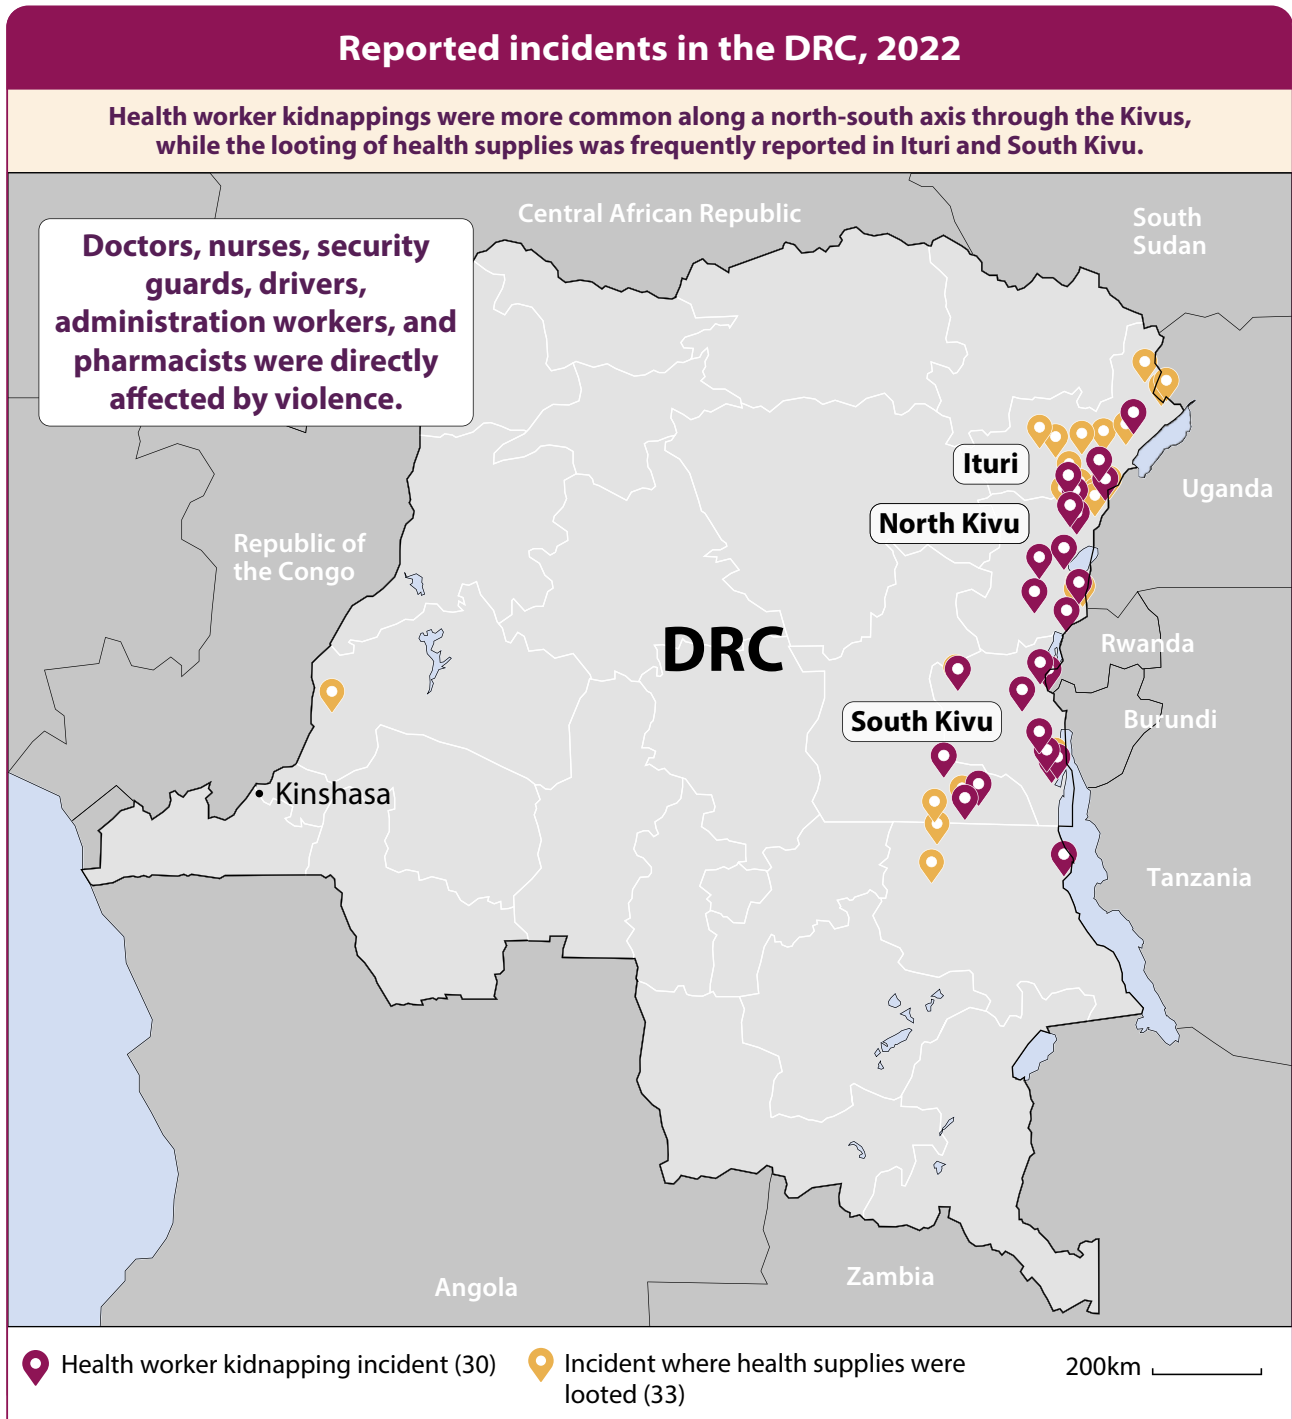 Reported incidents in the DRC, 2022
Health worker kidnappings were more common along a north-south axis through the Kivus,
while the looting of health supplies was frequently reported in Ituri and South Kivu.
Central African Republic
South
Sudan
Doctors, nurses, security
guards, drivers,
administration workers, and
pharmacists were directly
affected by violence.
Ituri
Uganda
North Kivu
Republic of
the Congo
DRC
Rwanda
South Kivu
Burundi
Kinshasa
Tanzania
Zambia
Angola
Health worker kidnapping incident (30)
Incident where health supplies were
looted (33)
200km